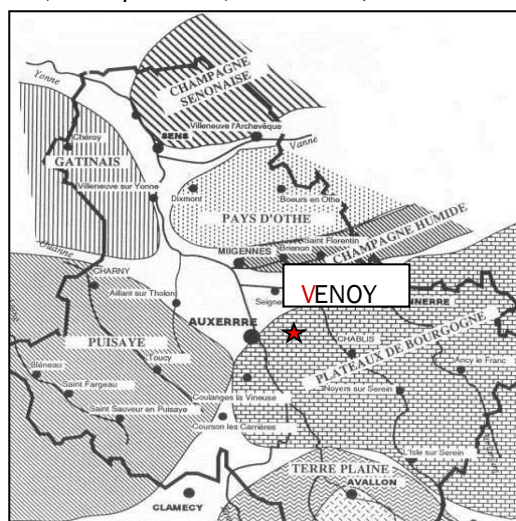 Yonne
CHAMPAGNE
SENONAISE
Villeneuve l'Archevêque
Chéroy
SENS
Vanne
GATINAIS
Villeneuve sur Yonne
Dixmont
Boeurs en Othe
PAYS D'OTHE
Saint Florentin
Brienon
MIIGENNES
CHAMPAGNE HUMIDE
Ouanne
CHARNY
Aillant sur Tholon
Seigne
VENOY
NNERRE
AUXERRRE
PUISAYE
CHABLIS
PLATEAUX DE BOURGOGNE
Ancy le Franc
Bléneau
Toucy
Saint Fargeau
Coulanges la Vineuse
Noyers sur Serein
Saint Sauveur en Puisaye
Courson les Carrières
L'Isle sur Serein
TERRE PLAINE
AVALLON
CLAMECY